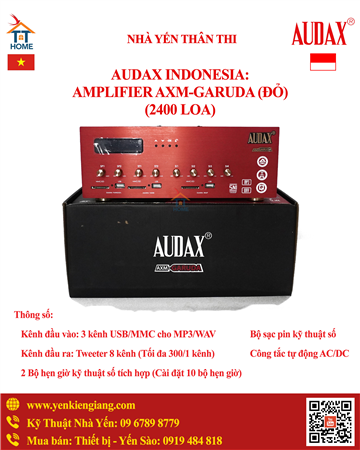 HOME
NHÀ YẾN THÂN THI
AUDAX®
AUDAX INDONESIA:
AMPLIFIER AXM-GARUDA (ĐỎ)
(2400 LOA)
AUDAX
AUDAX®
AXM-GARUDA
Thông số:
Kênh đầu vào: 3 kênh USB/MMC cho MP3/WAV
Bộ sạc pin kỹ thuật số
Kênh đầu ra: Tweeter 8 kênh (Tối đa 300/1 kênh)
Công tắc tự động AC/DC
2 Bộ hẹn giờ kỹ thuật số tích hợp (Cài đặt 10 bộ hẹn giờ)
www.yenkiengiang.com
Kỹ Thuật Nhà Yến: 09 6789 8779
Mua bán: Thiết bị - Yến Sào: 0919 484 818